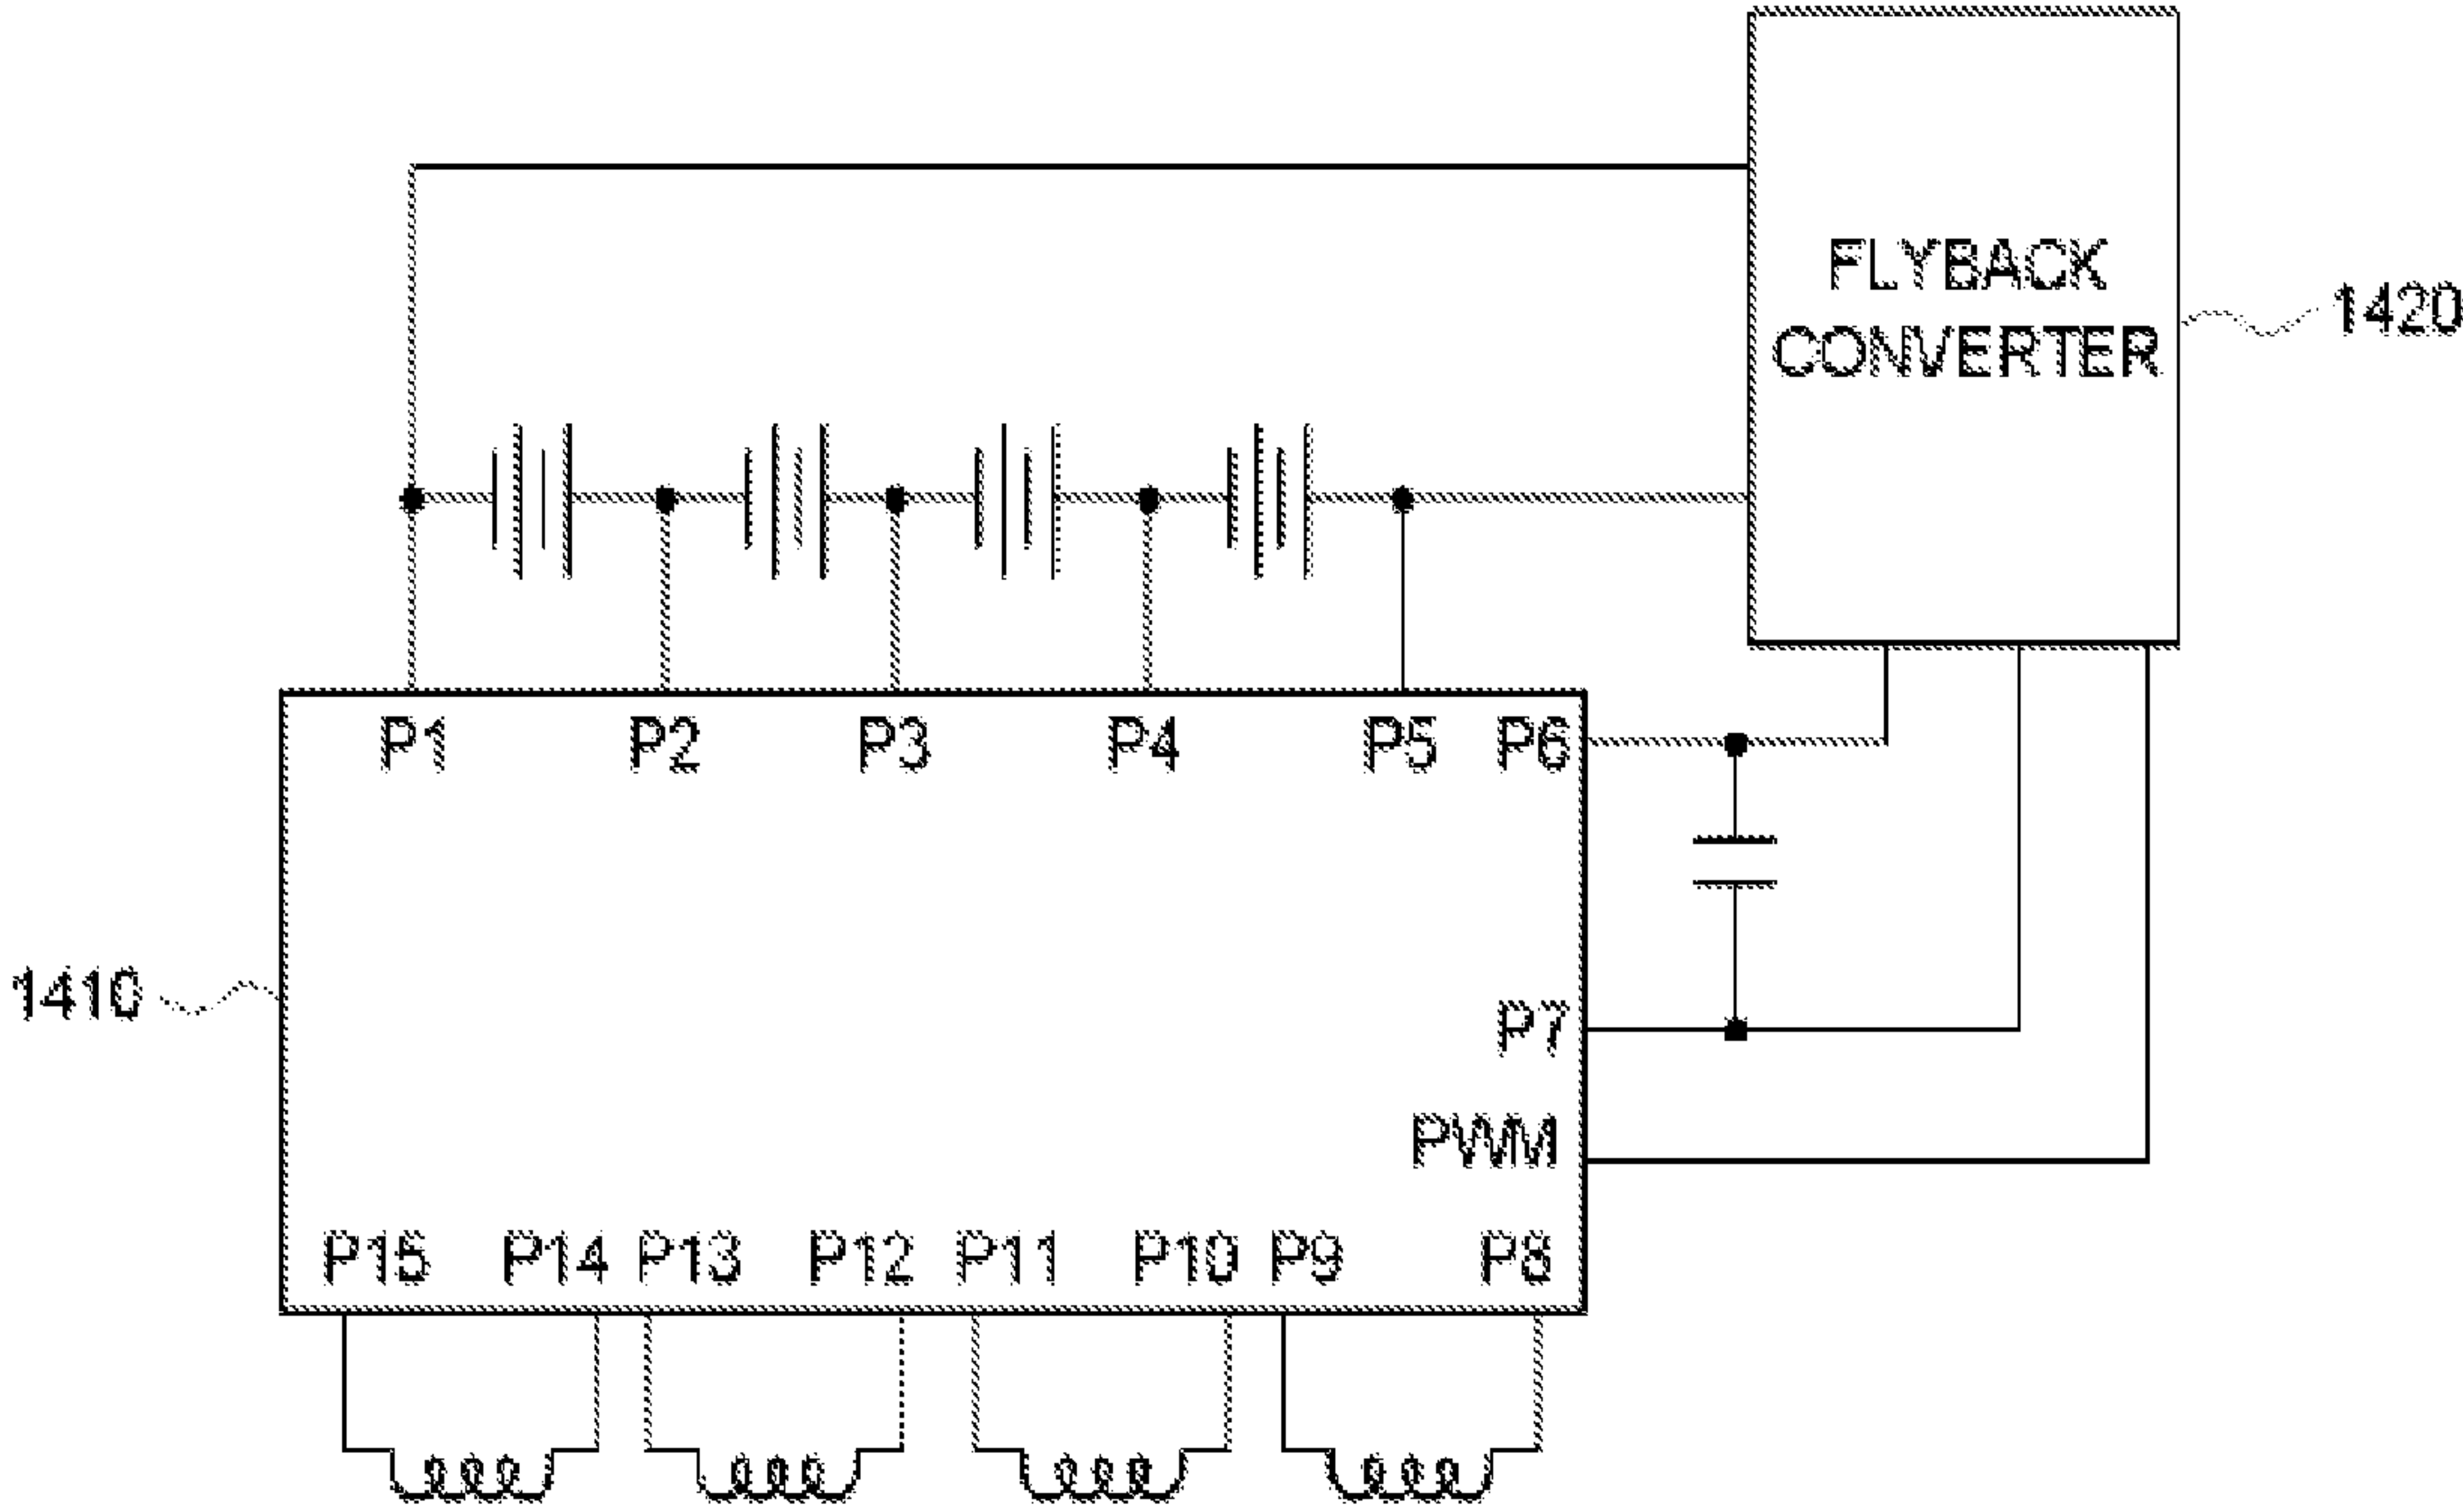 FLYBACK
CONVERTER
1420
P1 P2 P3 P4 P5 P6
1410
P7
PWM
P15 P14 P13 P12 P11 P10 P9 P8